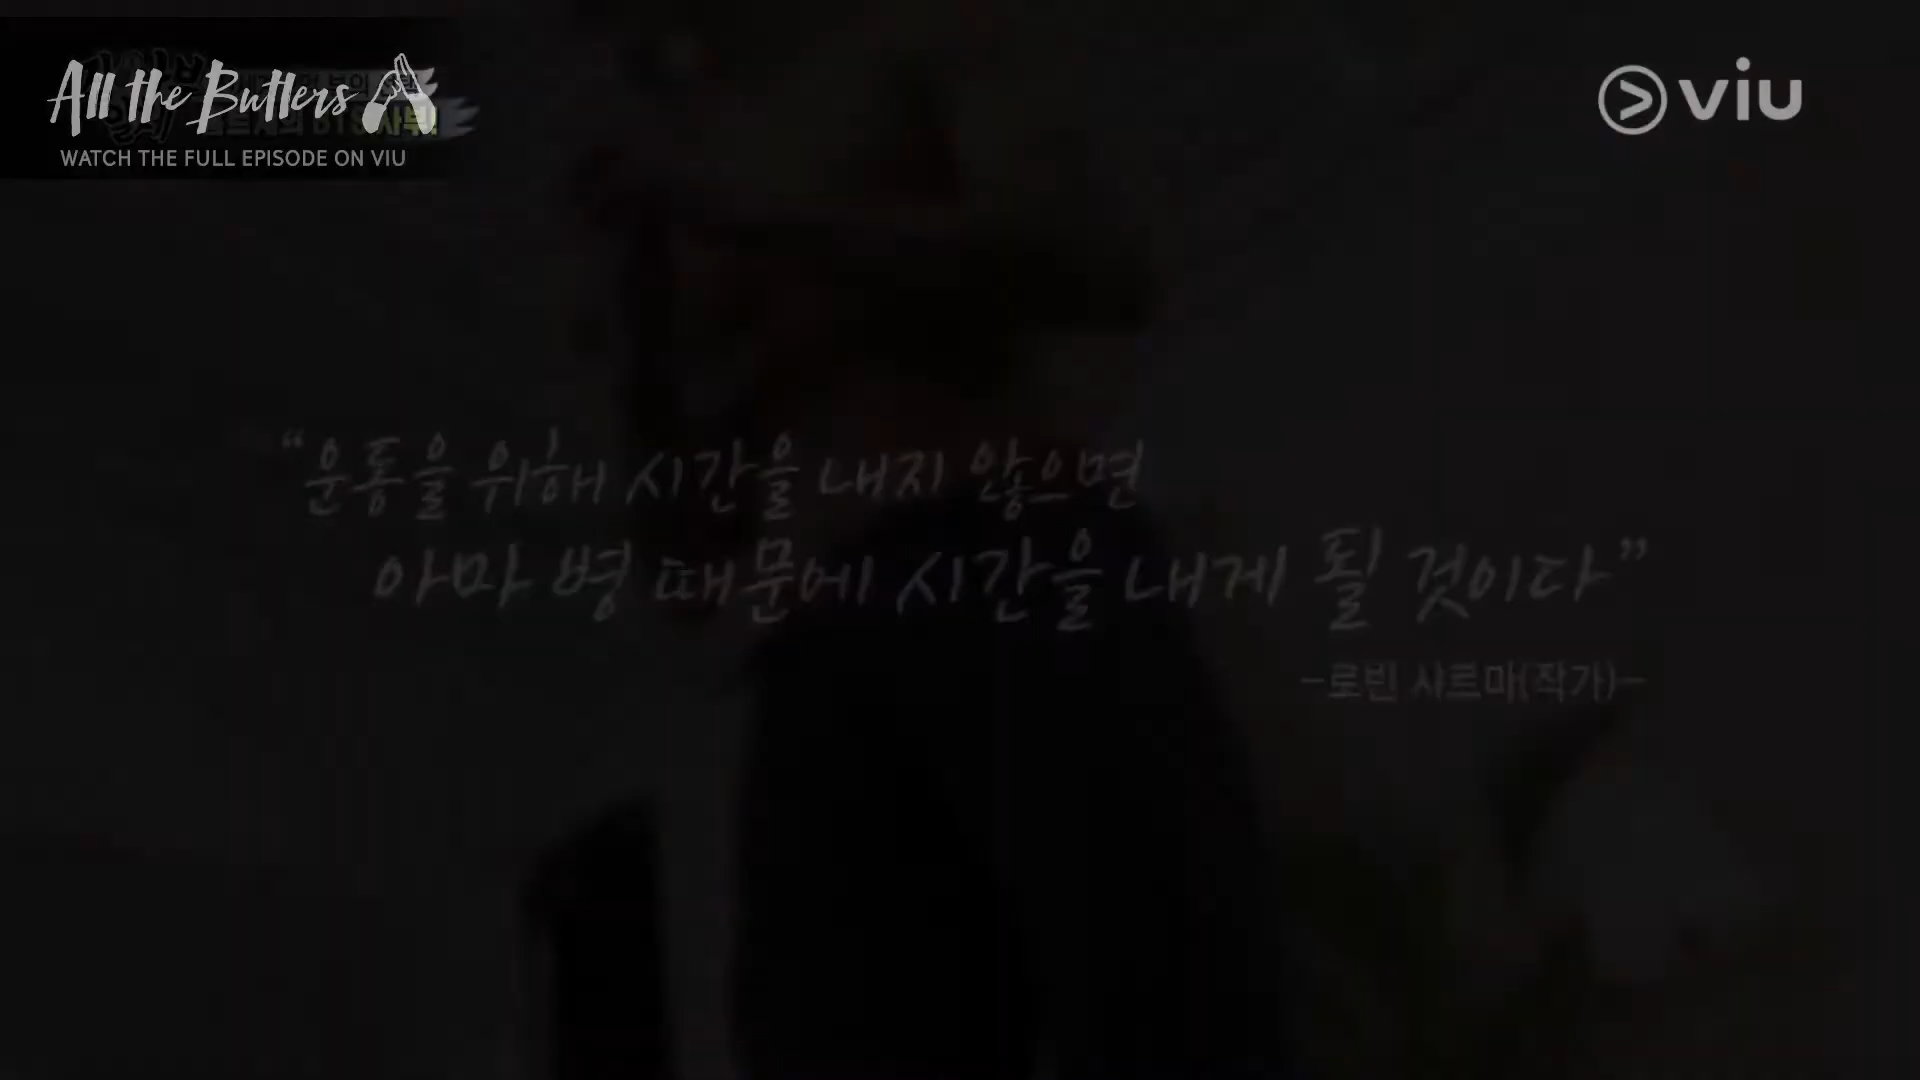 All the Butlers
WATCH THE FULL EPISODE ON VIU
viu
“운동을 위해 시간을 내지 않으면
아마 병 때문에 시간을 내게 될 것이다”
-로빈 샤르마(작가)-